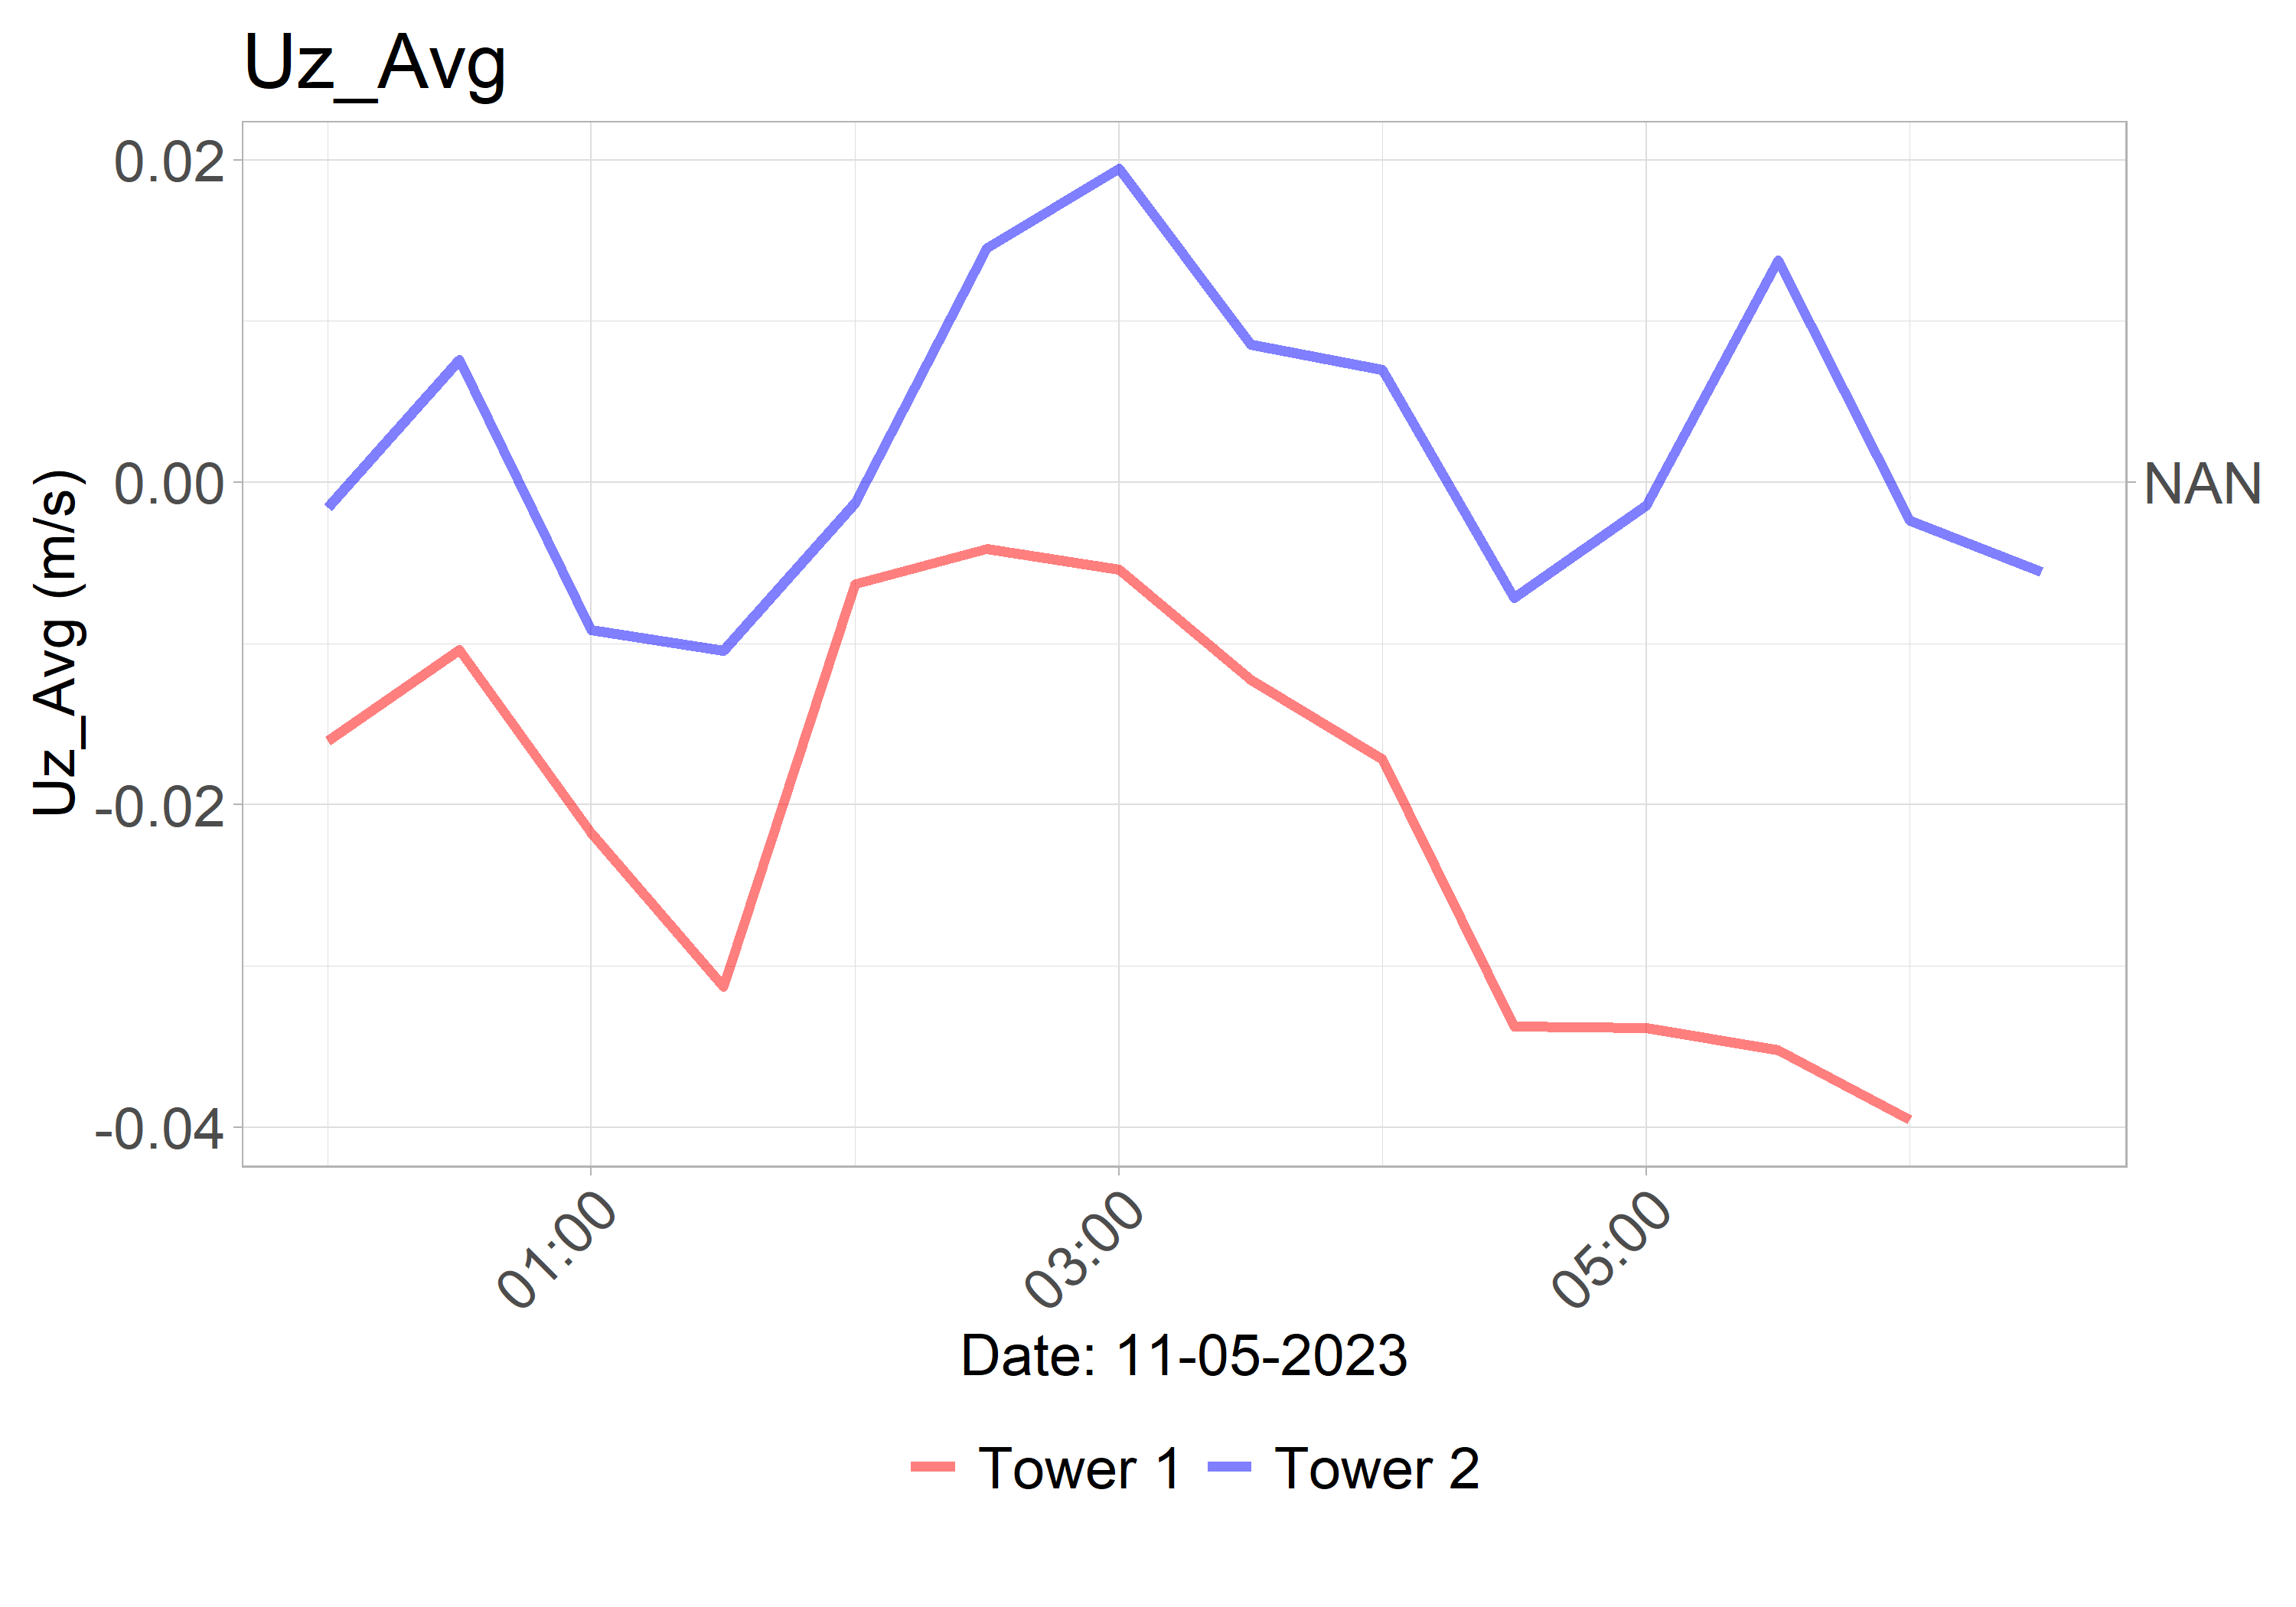 Uz_Avg
Uz_Avg (m/s)
0.02
0.00
-0.02
-0.04
NAN
01:00
03:00
05:00
Date: 11-05-2023
Tower 1
Tower 2